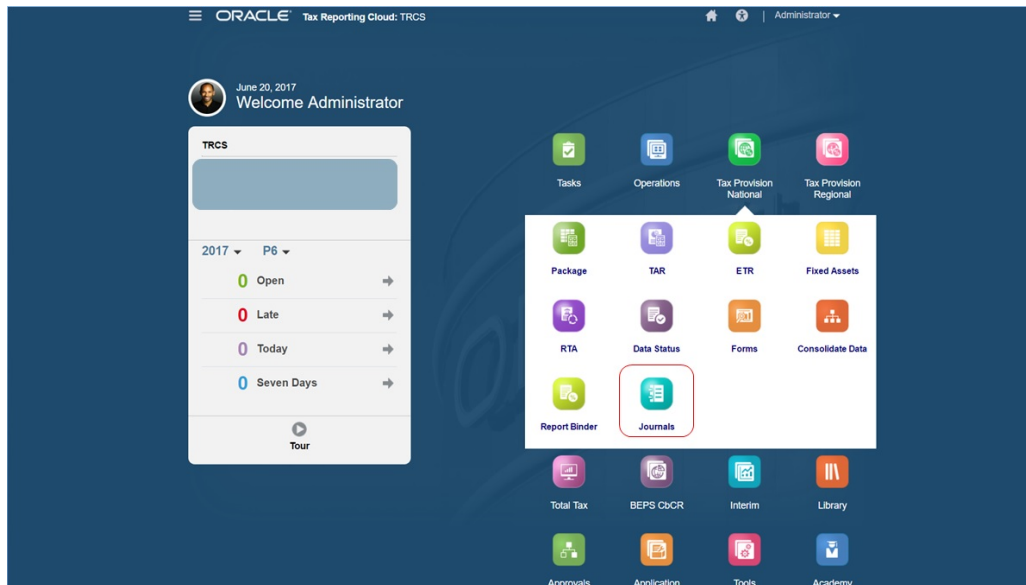 ORACLE Tax Reporting Cloud: TRCS
Administrator
June 20, 2017
Welcome Administrator
TRCS
2017 P6
0 Open
0 Late
0 Today
0 Seven Days
Tour
Tasks
Operations
Tax Provision
National
Tax Provision
Regional
Package
TAR
ETR
Fixed Assets
RTA
Data Status
Forms
Consolidate Data
Report Binder
Journals
Total Tax
BEPS CbCR
Interim
Library
Approvals
Application
Tools
Academy